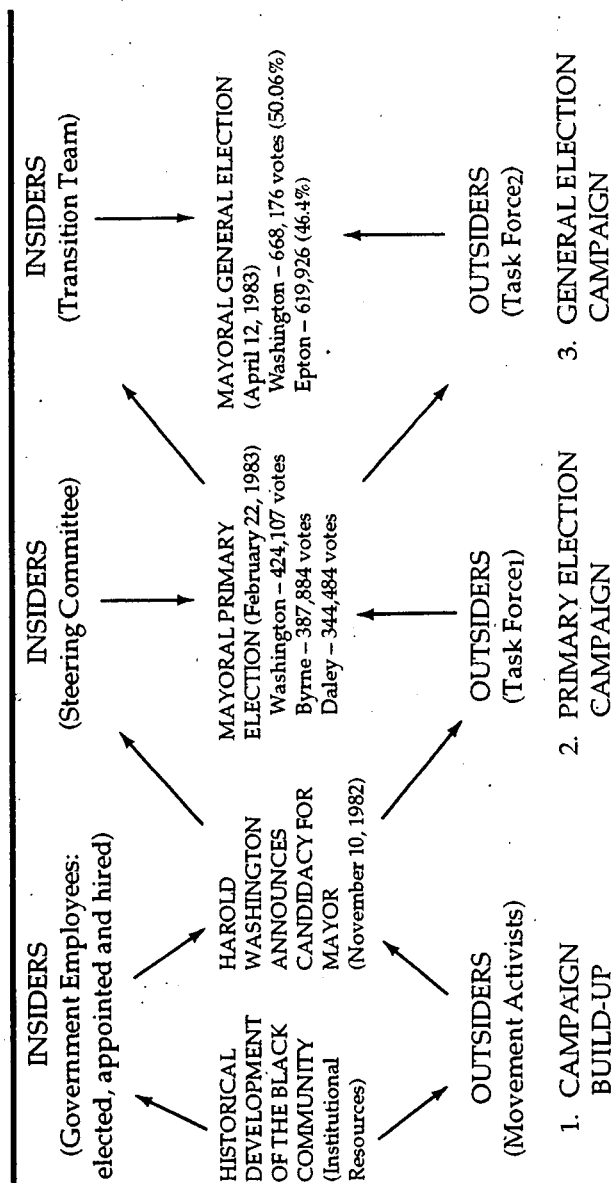 INSIDERS
(Government Employees:
elected, appointed and hired)
INSIDERS
(Steering Committee)
INSIDERS
(Transition Team)
HISTORICAL
DEVELOPMENT
OF THE BLACK
COMMUNITY
(Institutional
Resources)
HAROLD
WASHINGTON
ANNOUNCES
CANDIDACY FOR
MAYOR
(November 10, 1982)
MAYORAL PRIMARY
ELECTION (February 22, 1983)
Washington – 424,107 votes
Byrne – 387,884 votes
Daley – 344,484 votes
MAYORAL GENERAL ELECTION
(April 12, 1983)
Washington – 668, 176 votes (50.06%)
Epton – 619,926 (46.4%)
OUTSIDERS
(Movement Activists)
OUTSIDERS
(Task Force1)
OUTSIDERS
(Task Force2)
1. CAMPAIGN
BUILD-UP
2. PRIMARY ELECTION
CAMPAIGN
3. GENERAL ELECTION
CAMPAIGN